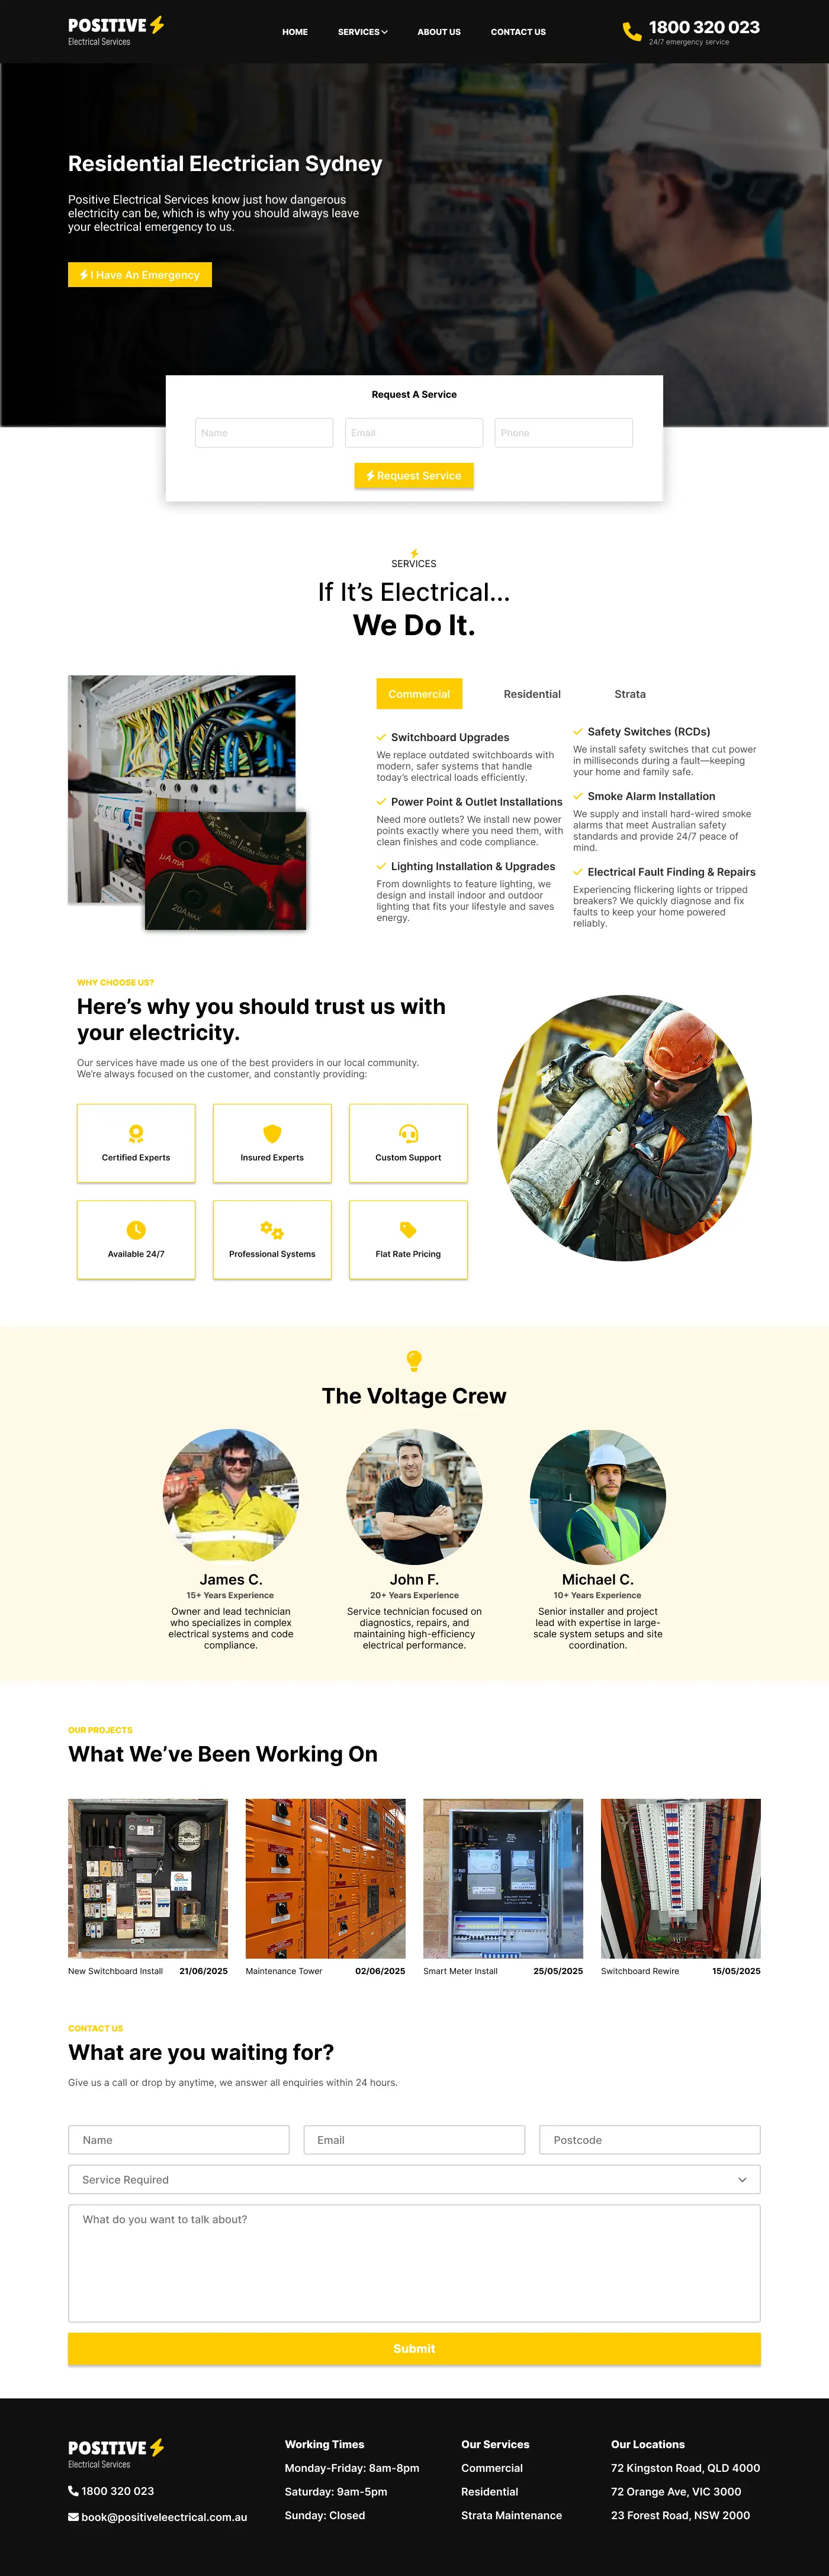 POSITIVE
Electrical Services
HOME
SERVICES
ABOUT US
CONTACT US
1800 320 023
24/7 emergency service
Residential Electrician Sydney
Positive Electrical Services know just how dangerous
electricity can be, which is why you should always leave
your electrical emergency to us.
I Have An Emergency
Request A Service
Name
Email
Phone
Request Service
SERVICES
If It’s Electrical...
We Do It.
Commercial
Residential
Strata
Switchboard Upgrades
We replace outdated switchboards with
modern, safer systems that handle
today’s electrical loads efficiently.
Power Point & Outlet Installations
Need more outlets? We install new power
points exactly where you need them, with
clean finishes and code compliance.
Lighting Installation & Upgrades
From downlights to feature lighting, we
design and install indoor and outdoor
lighting that fits your lifestyle and saves
energy.
Safety Switches (RCDs)
We install safety switches that cut power
in milliseconds during a fault—keeping
your home and family safe.
Smoke Alarm Installation
We supply and install hard-wired smoke
alarms that meet Australian safety
standards and provide 24/7 peace of
mind.
Electrical Fault Finding & Repairs
Experiencing flickering lights or tripped
breakers? We quickly diagnose and fix
faults to keep your home powered
reliably.
µAmA
Cx
20AMAX
WHY CHOOSE US?
Here’s why you should trust us with
your electricity.
Our services have made us one of the best providers in our local community.
We’re always focused on the customer, and constantly providing:
Certified Experts
Insured Experts
Custom Support
Available 24/7
Professional Systems
Flat Rate Pricing
The Voltage Crew
James C.
15+ Years Experience
Owner and lead technician
who specializes in complex
electrical systems and code
compliance.
John F.
20+ Years Experience
Service technician focused on
diagnostics, repairs, and
maintaining high-efficiency
electrical performance.
Michael C.
10+ Years Experience
Senior installer and project
lead with expertise in large-
scale system setups and site
coordination.
OUR PROJECTS
What We’ve Been Working On
New Switchboard Install
21/06/2025
Maintenance Tower
02/06/2025
Smart Meter Install
25/05/2025
Switchboard Rewire
15/05/2025
CONTACT US
What are you waiting for?
Give us a call or drop by anytime, we answer all enquiries within 24 hours.
Name
Email
Postcode
Service Required
What do you want to talk about?
Submit
POSITIVE
Electrical Services
1800 320 023
book@positiveleectrical.com.au
Working Times
Monday-Friday: 8am-8pm
Saturday: 9am-5pm
Sunday: Closed
Our Services
Commercial
Residential
Strata Maintenance
Our Locations
72 Kingston Road, QLD 4000
72 Orange Ave, VIC 3000
23 Forest Road, NSW 2000